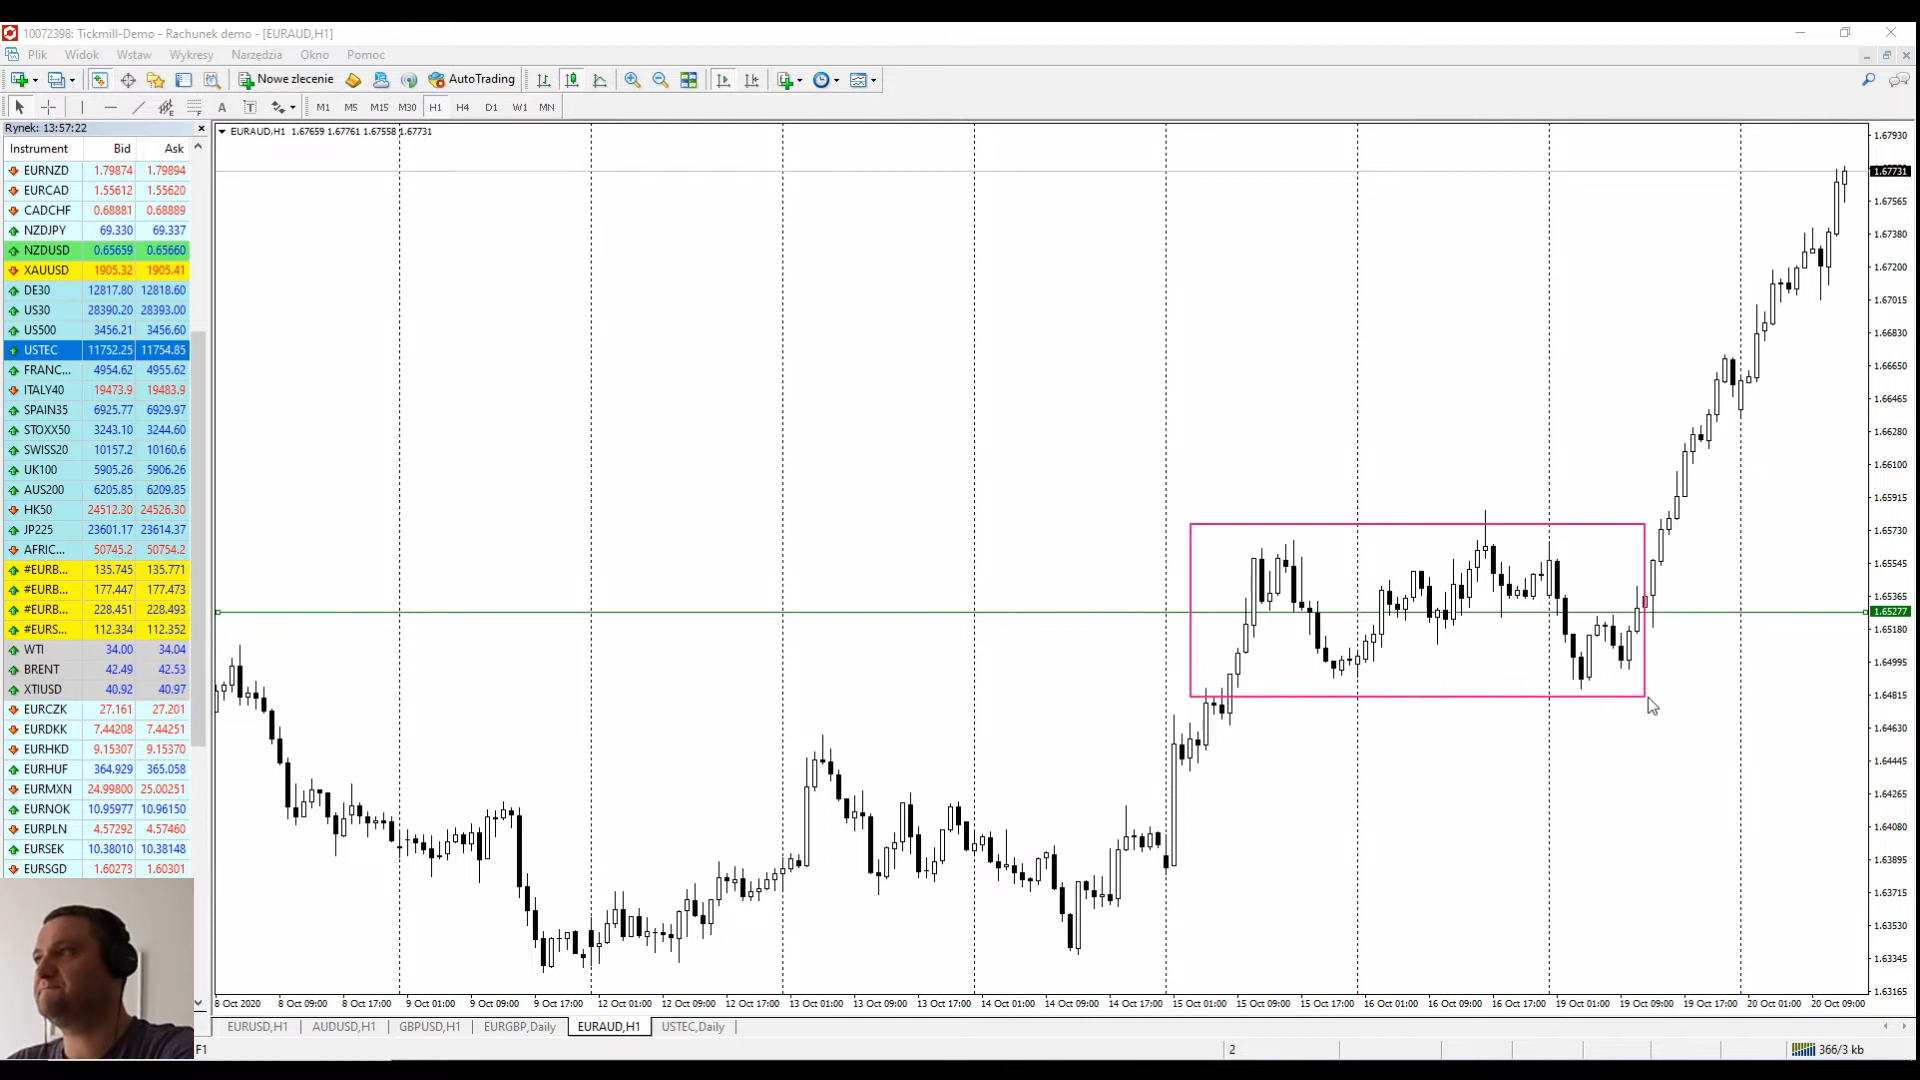 10072398: Tickmill-Demo - Rachunek demo - [EURAUD,H1]
Plik Widok Wstaw Wykresy Narzędzia Okno Pomoc
Nowe zlecenie AutoTrading
A T M1 M5 M15 M30 H1 H4 D1 W1 MN
Rynek: 13:57:22
Instrument Bid Ask
EURNZD 1.79874 1.79894
EURCAD 1.55612 1.55620
CADCHF 0.68881 0.68889
NZDJPY 69.330 69.337
NZDUSD 0.65659 0.65660
XAUUSD 1905.32 1905.41
DE30 12817.80 12818.60
US30 28390.20 28393.00
US500 3456.21 3456.60
USTEC 11752.25 11754.85
FRANC... 4954.62 4955.62
ITALY40 19473.9 19483.9
SPAIN35 6925.77 6929.97
STOXX50 3243.10 3244.60
SWISS20 10157.2 10160.6
UK100 5905.26 5906.26
AUS200 6205.85 6209.85
HK50 24512.30 24526.30
JP225 23601.17 23614.37
AFRIC... 50745.2 50754.2
#EURB... 135.745 135.771
#EURB... 177.447 177.473
#EURB... 228.451 228.493
#EURS... 112.334 112.352
WTI 34.00 34.04
BRENT 42.49 42.53
XTIUSD 40.92 40.97
EURCZK 27.161 27.201
EURDKK 7.44208 7.44251
EURHKD 9.15307 9.15370
EURHUF 364.929 365.058
EURMXN 24.99800 25.00251
EURNOK 10.95977 10.96150
EURPLN 4.57292 4.57460
EURSEK 10.38010 10.38148
EURSGD 1.60273 1.60301
EURAUD,H1 1.67659 1.67761 1.67558 1.67731
1.67930
1.67731
1.67565
1.67380
1.67200
1.67015
1.66830
1.66650
1.66465
1.66280
1.66100
1.65915
1.65730
1.65545
1.65365
1.65277
1.65180
1.64995
1.64815
1.64630
1.64445
1.64265
1.64080
1.63895
1.63715
1.63530
1.63345
1.63165
8 Oct 2020 8 Oct 09:00 8 Oct 17:00 9 Oct 01:00 9 Oct 09:00 9 Oct 17:00 12 Oct 01:00 12 Oct 09:00 12 Oct 17:00 13 Oct 01:00 13 Oct 09:00 13 Oct 17:00 14 Oct 01:00 14 Oct 09:00 14 Oct 17:00 15 Oct 01:00 15 Oct 09:00 15 Oct 17:00 16 Oct 01:00 16 Oct 09:00 16 Oct 17:00 19 Oct 01:00 19 Oct 09:00 19 Oct 17:00 20 Oct 01:00 20 Oct 09:00
EURUSD,H1 AUDUSD,H1 GBPUSD,H1 EURGBP,Daily EURAUD,H1 USTEC,Daily
F1 2 366/3 kb